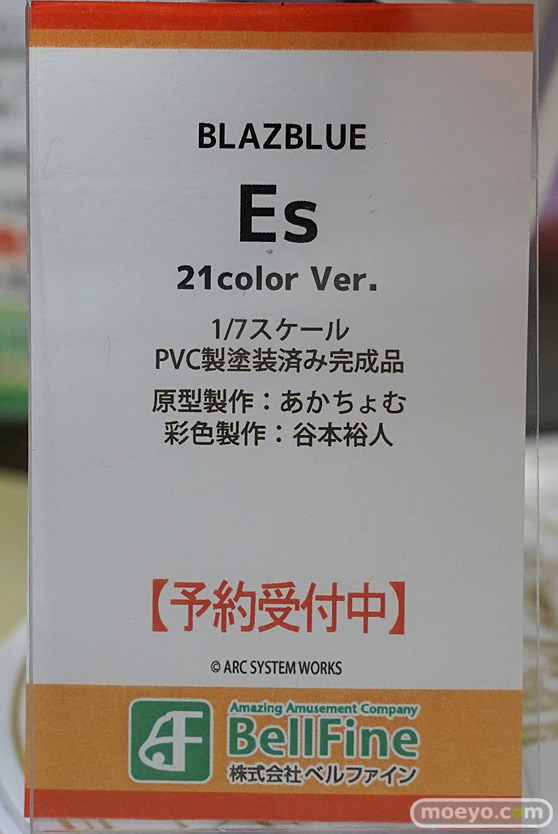 BLAZBLUE
Es
21color Ver.
1/7スケール
PVC製塗装済み完成品
原型製作：あかちょむ
彩色製作：谷本裕人
【予約受付中】
© ARC SYSTEM WORKS
Amazing Amusement Company
BellFine
株式会社ベルファイン
moeyo.com